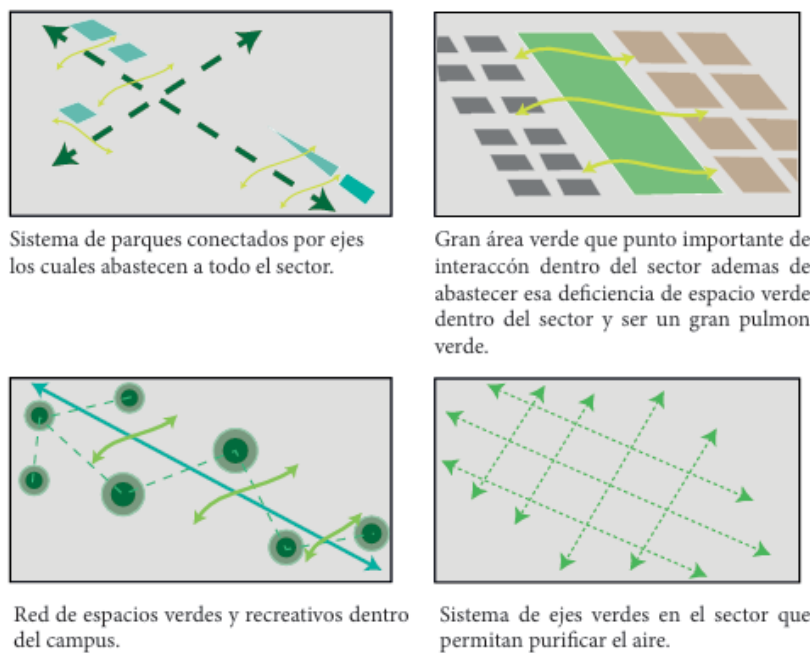 Sistema de parques conectados por ejes
los cuales abastecen a todo el sector.
Gran área verde que punto importante de
interaccón dentro del sector ademas de
abastecer esa deficiencia de espacio verde
dentro del sector y ser un gran pulmon
verde.
Red de espacios verdes y recreativos dentro
del campus.
Sistema de ejes verdes en el sector que
permitan purificar el aire.